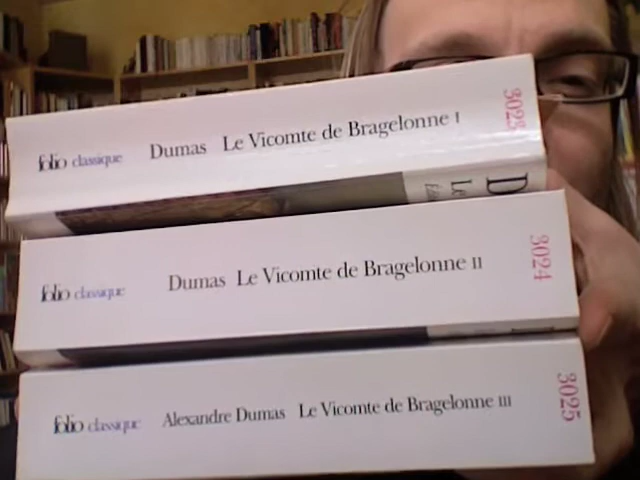 folio classique Dumas Le Vicomte de Bragelonne I 3023
D
folio classique Dumas Le Vicomte de Bragelonne II 3024
folio classique Alexandre Dumas Le Vicomte de Bragelonne III 3025